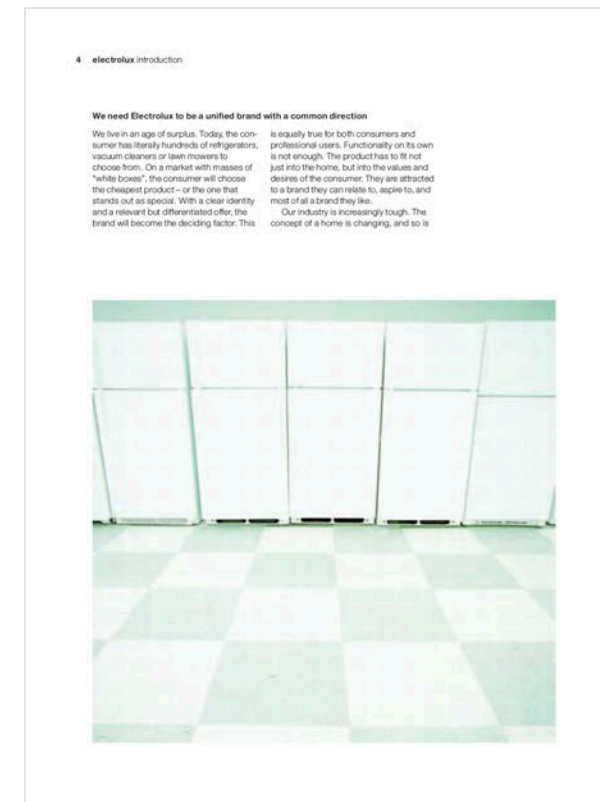 4 electrolux introduction
We need Electrolux to be a unified brand with a common direction
We live in an age of surplus. Today, the con-
sumer has literally hundreds of refrigerators,
vacuum cleaners or lawn mowers to
choose from. On a market with masses of
"white boxes", the consumer will choose
the cheapest product – or the one that
stands out as special. With a clear identity
and a relevant but differentiated offer, the
brand will become the deciding factor. This
is equally true for both consumers and
professional users. Functionality on its own
is not enough. The product has to fit not
just into the home, but into the values and
desires of the consumer. They are attracted
to a brand they can relate to, aspire to, and
most of all a brand they like.
Our industry is increasingly tough. The
concept of a home is changing, and so is